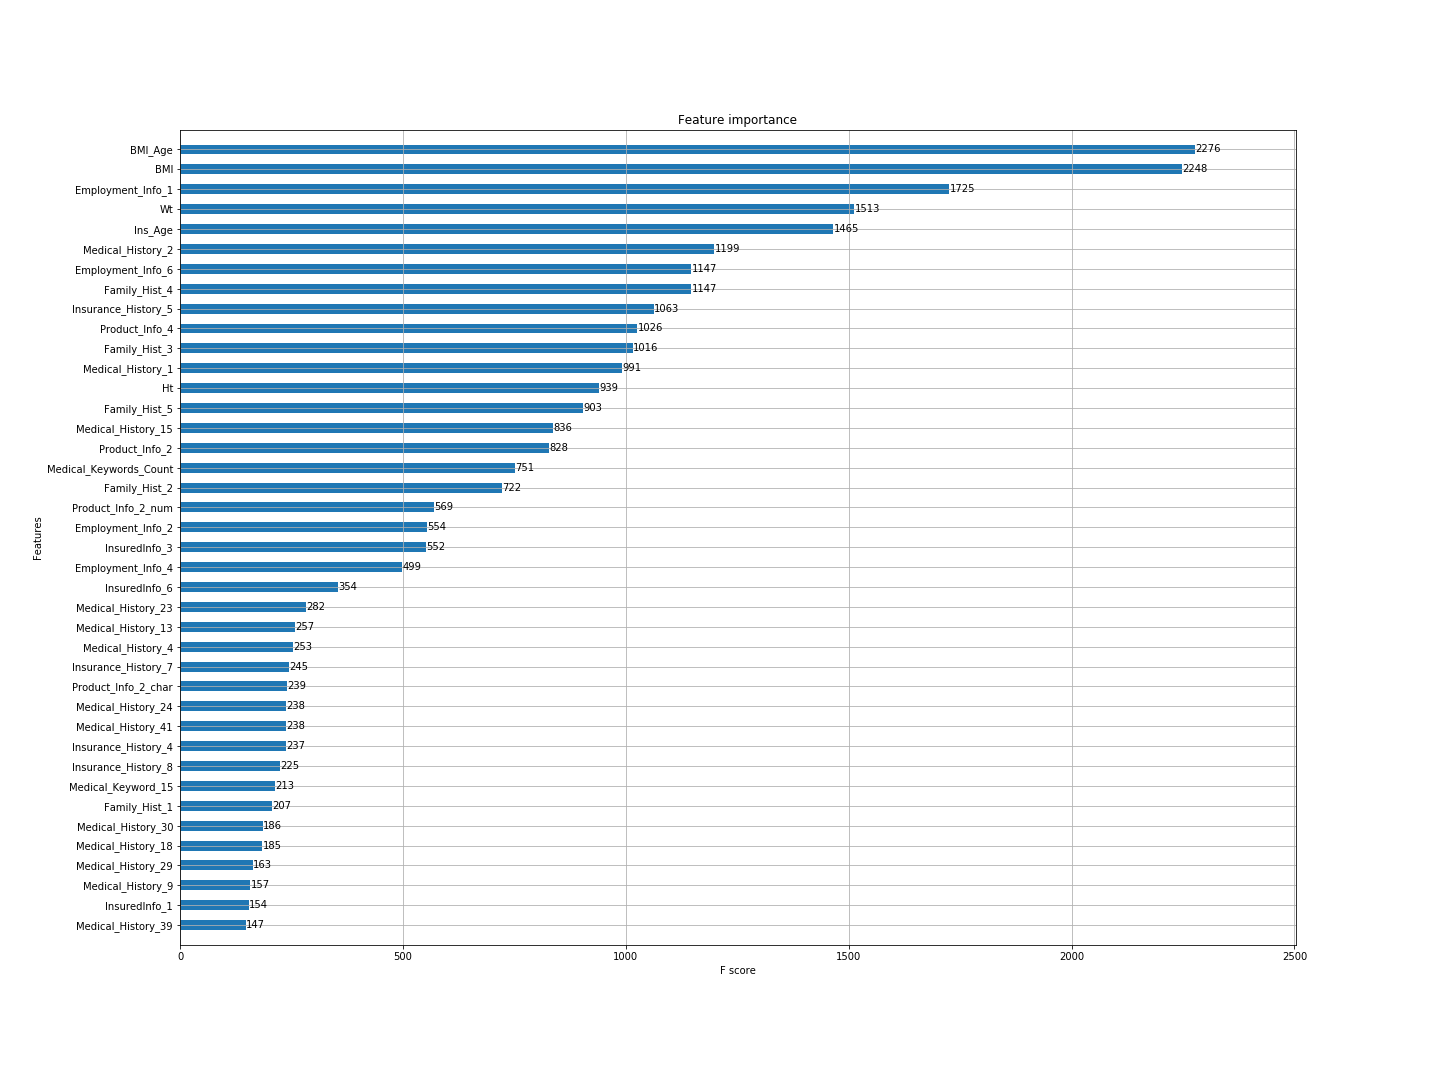 Feature importance
BMI_Age 2276
BMI 2248
Employment_Info_1 1725
Wt 1513
Ins_Age 1465
Medical_History_2 1199
Employment_Info_6 1147
Family_Hist_4 1147
Insurance_History_5 1063
Product_Info_4 1026
Family_Hist_3 1016
Medical_History_1 991
Ht 939
Family_Hist_5 903
Medical_History_15 836
Product_Info_2 828
Medical_Keywords_Count 751
Family_Hist_2 722
Product_Info_2_num 569
Employment_Info_2 554
InsuredInfo_3 552
Employment_Info_4 499
InsuredInfo_6 354
Medical_History_23 282
Medical_History_13 257
Medical_History_4 253
Insurance_History_7 245
Product_Info_2_char 239
Medical_History_24 238
Medical_History_41 238
Insurance_History_4 237
Insurance_History_8 225
Medical_Keyword_15 213
Family_Hist_1 207
Medical_History_30 186
Medical_History_18 185
Medical_History_29 163
Medical_History_9 157
InsuredInfo_1 154
Medical_History_39 147
Features
0 500 1000 1500 2000 2500
F score